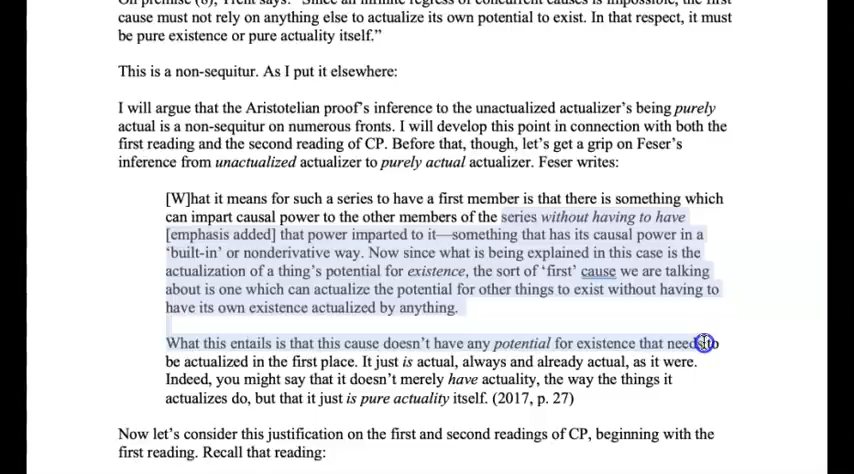 On premise (8), Trent says: "Since an infinite regress of concurrent causes is impossible, the first
cause must not rely on anything else to actualize its own potential to exist. In that respect, it must
be pure existence or pure actuality itself."
This is a non-sequitur. As I put it elsewhere:
I will argue that the Aristotelian proof's inference to the unactualized actualizer's being purely
actual is a non-sequitur on numerous fronts. I will develop this point in connection with both the
first reading and the second reading of CP. Before that, though, let's get a grip on Feser's
inference from unactualized actualizer to purely actual actualizer. Feser writes:
[W]hat it means for such a series to have a first member is that there is something which
can impart causal power to the other members of the series without having to have
[emphasis added] that power imparted to it—something that has its causal power in a
'built-in' or nonderivative way. Now since what is being explained in this case is the
actualization of a thing's potential for existence, the sort of 'first' cause we are talking
about is one which can actualize the potential for other things to exist without having to
have its own existence actualized by anything.
What this entails is that this cause doesn't have any potential for existence that needs to
be actualized in the first place. It just is actual, always and already actual, as it were.
Indeed, you might say that it doesn't merely have actuality, the way the things it
actualizes do, but that it just is pure actuality itself. (2017, p. 27)
Now let's consider this justification on the first and second readings of CP, beginning with the
first reading. Recall that reading: